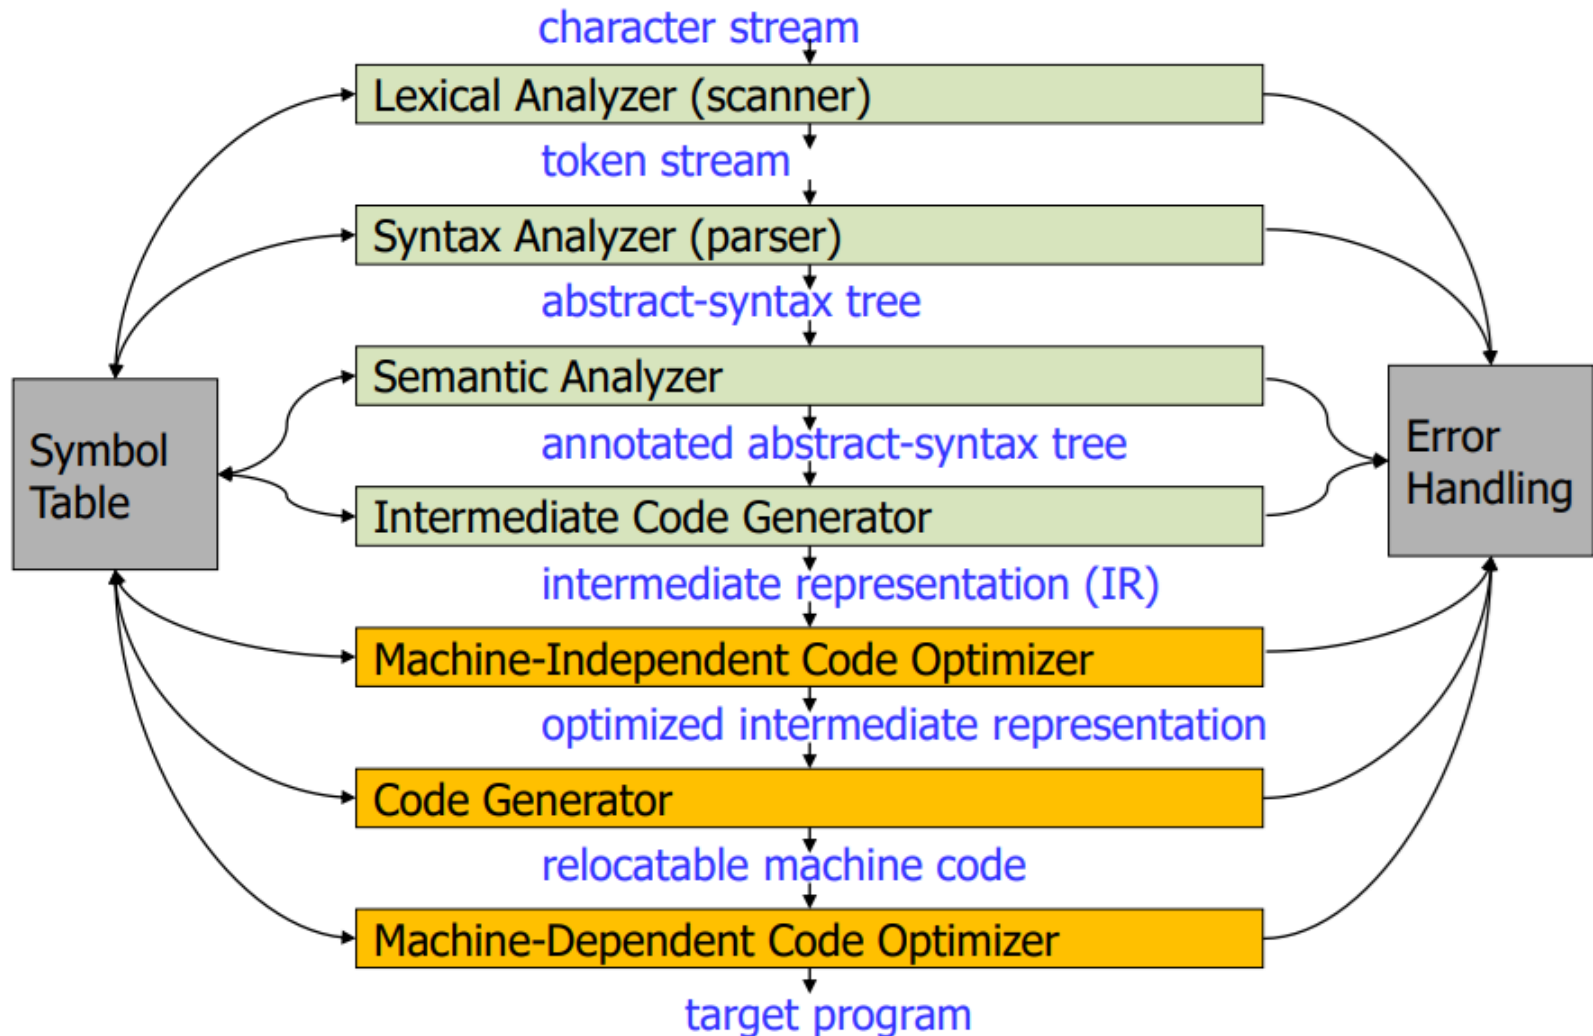 character stream
Lexical Analyzer (scanner)
token stream
Syntax Analyzer (parser)
abstract-syntax tree
Semantic Analyzer
annotated abstract-syntax tree
Symbol
Table
Error
Handling
Intermediate Code Generator
intermediate representation (IR)
Machine-Independent Code Optimizer
optimized intermediate representation
Code Generator
relocatable machine code
Machine-Dependent Code Optimizer
target program